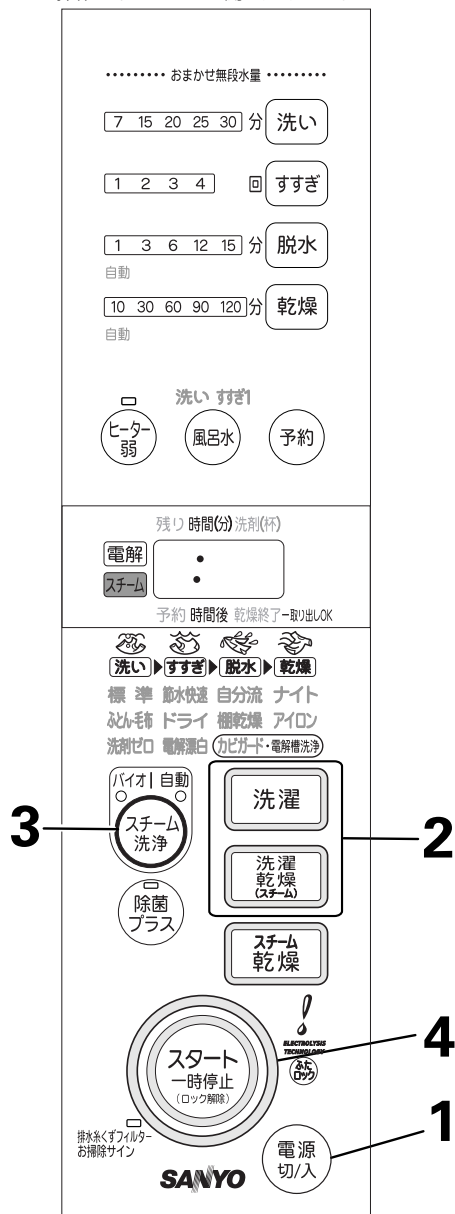 おまかせ無段水量
7 15 20 25 30 分 洗い
1 2 3 4 回 すすぎ
1 3 6 12 15 分 脱水
自動
10 30 60 90 120 分 乾燥
自動
洗い すすぎ1
ヒーター弱 風呂水 予約
残り 時間(分) 洗剤(杯)
電解
スチーム
予約 時間後 乾燥終了ー取り出しOK
洗い すすぎ 脱水 乾燥
標準 節水快速 自分流 ナイト
ふとん・毛布 ドライ 棚乾燥 アイロン
洗剤ゼロ 電解漂白 カビガード・電解槽洗浄
バイオ 自動
スチーム
洗浄
3
洗濯
2
洗濯
乾燥
(スチーム)
除菌
プラス
スチーム
乾燥
ELECTROLYSIS
TECHNOLOGY
ふた
ロック
スタート
一時停止
(ロック解除)
4
排水糸くずフィルター
お掃除サイン
電源
切/入
1
SANYO